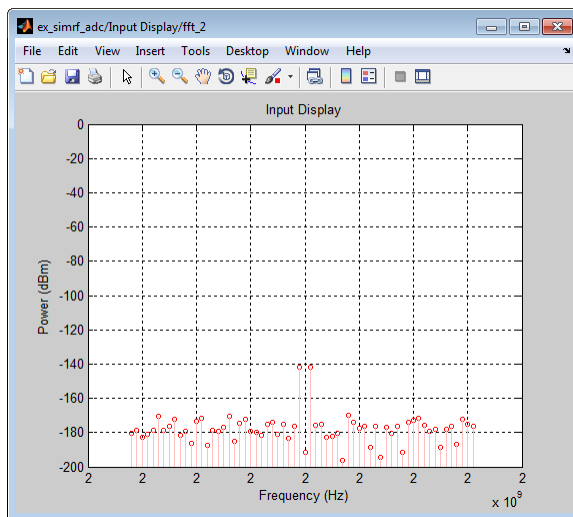 ex_simrf_adc/Input Display/fft_2
File Edit View Insert Tools Desktop Window Help
Input Display
0
-20
-40
-60
-80
-100
-120
-140
-160
-180
-200
Power (dBm)
2 2 2 2 2 2 2 2 2
Frequency (Hz)
x 10^9